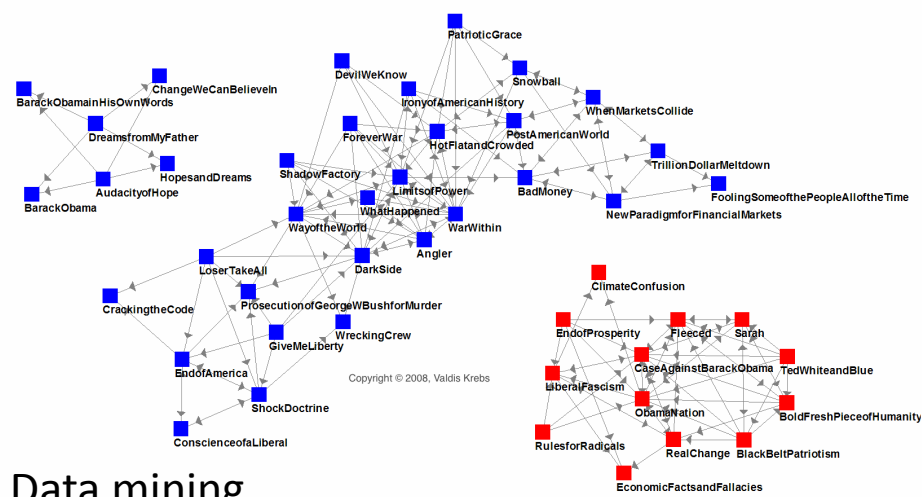 PatrioticGrace
Snowball
DevilWeKnow
ChangeWeCanBelieveIn
BarackObamainHisOwnWords
IronyofAmericanHistory
WhenMarketsCollide
DreamsfromMyFather
ForeverWar
PostAmericanWorld
HotFlatandCrowded
TrillionDollarMeltdown
HopesandDreams
ShadowFactory
LimitsofPower
BadMoney
AudacityofHope
FoolingSomeofthePeopleAlloftheTime
BarackObama
WhatHappened
NewParadigmforFinancialMarkets
WayoftheWorld
WarWithin
Angler
LoserTakeAll
DarkSide
ClimateConfusion
CrackingtheCode
ProsecutionofGeorgeWBushforMurder
EndofProsperity
Fleeced
Sarah
WreckingCrew
GiveMeLiberty
CaseAgainstBarackObama
TedWhiteandBlue
EndofAmerica
Copyright © 2008, Valdis Krebs
LiberalFascism
ObamaNation
BoldFreshPieceofHumanity
ShockDoctrine
ConscienceofaLiberal
RulesforRadicals
RealChange
BlackBeltPatriotism
EconomicFactsandFallacies
Data mining